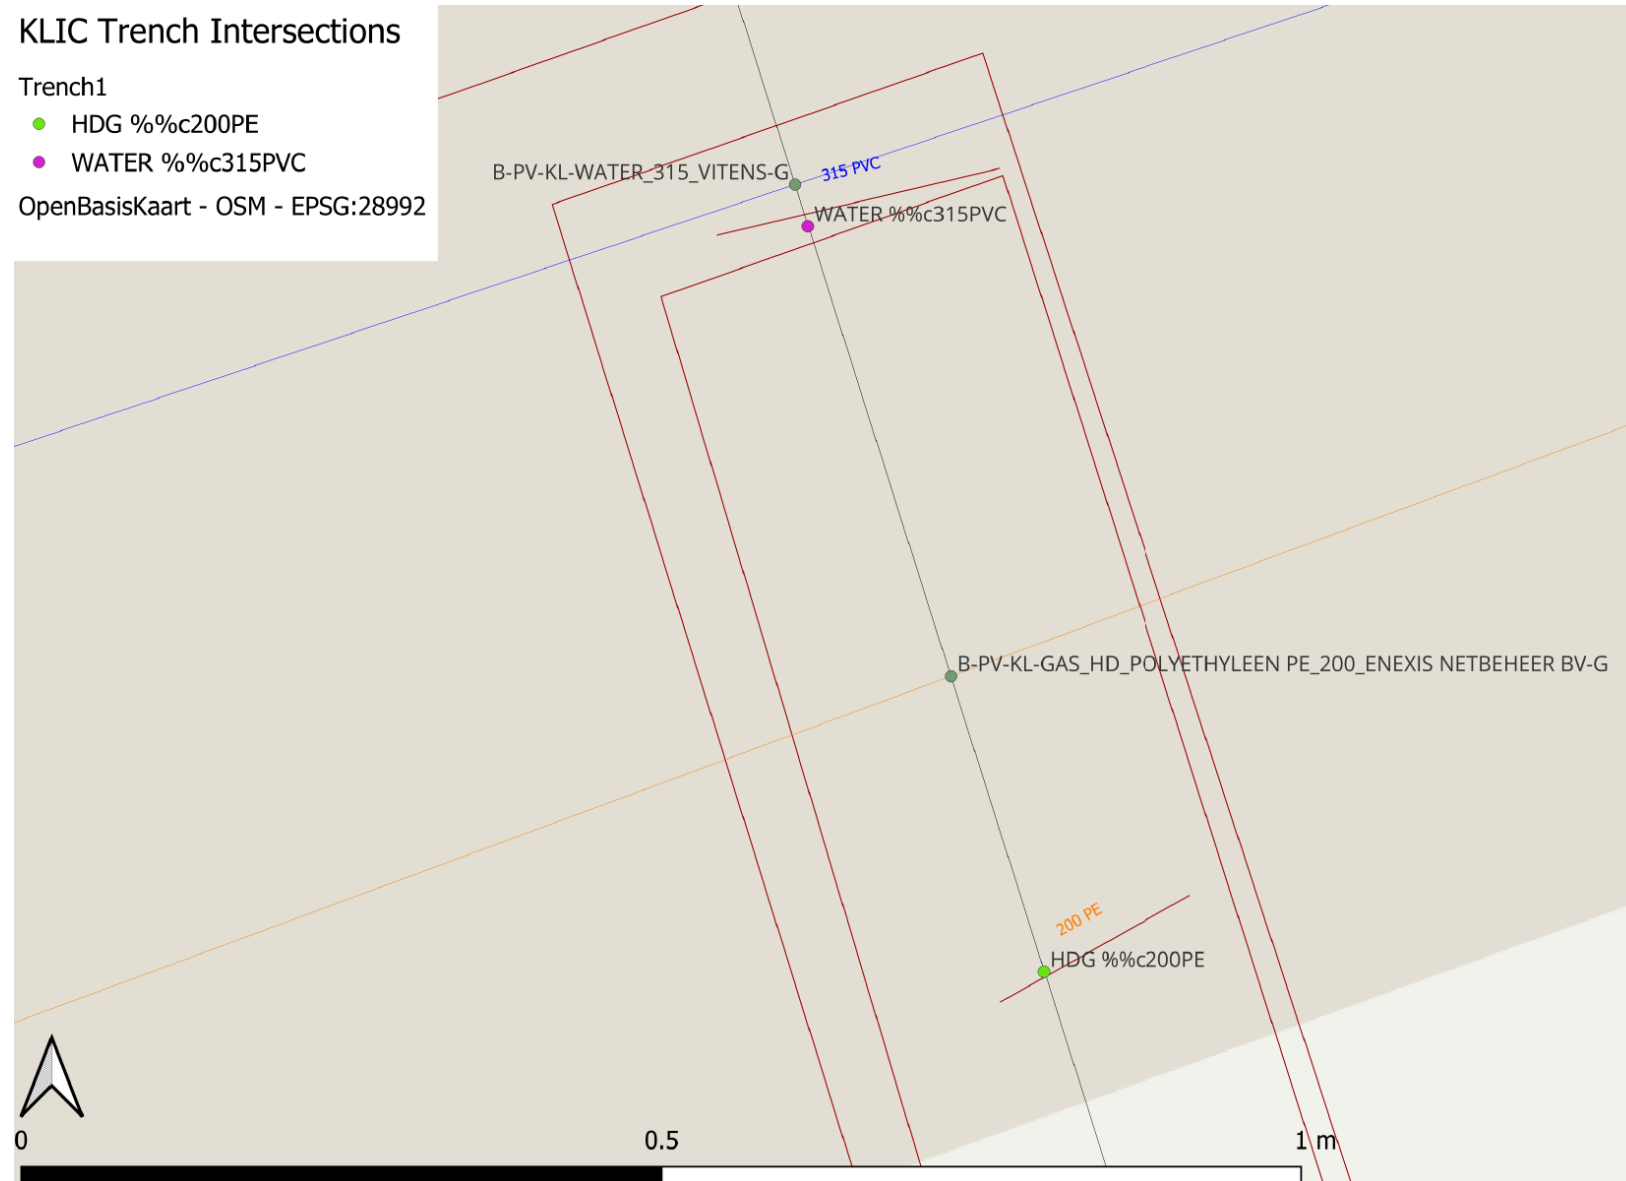 KLIC Trench Intersections
Trench1
HDG %%c200PE
WATER %%c315PVC
OpenBasisKaart - OSM - EPSG:28992
B-PV-KL-WATER_315_VITENS-G
315 PVC
WATER %%c315PVC
B-PV-KL-GAS_HD_POLYETHYLEEN PE_200_ENEXIS NETBEHEER BV-G
200 PE
HDG %%c200PE
0 0.5 1 m